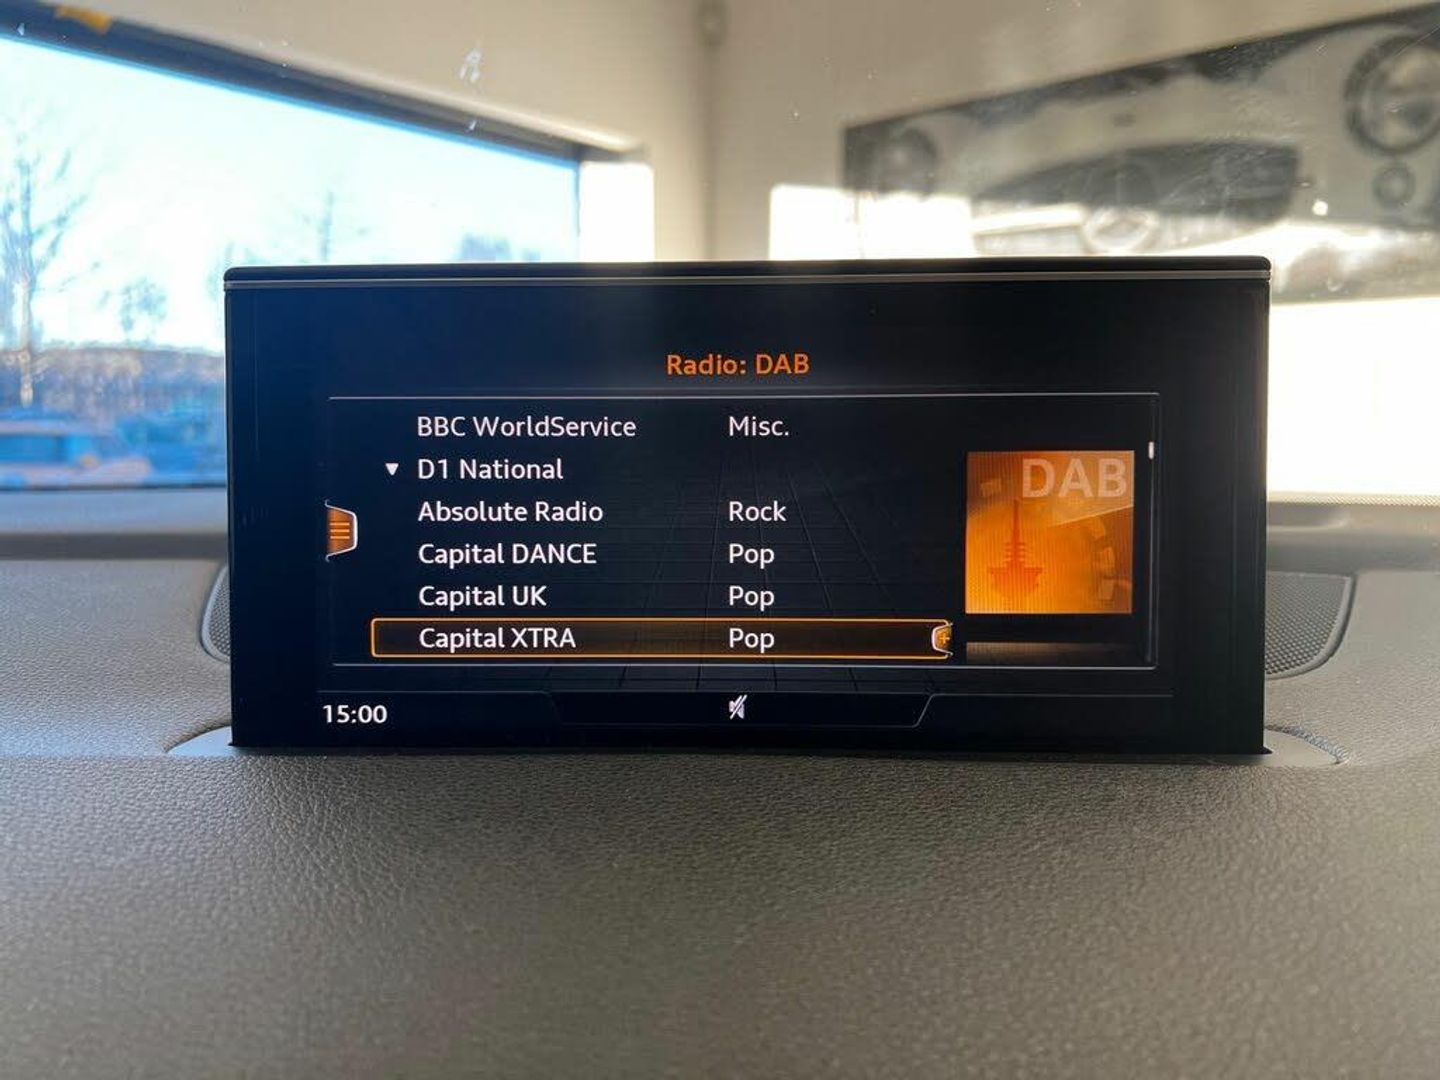 Radio: DAB
BBC WorldService Misc.
▼ D1 National
Absolute Radio Rock
Capital DANCE Pop
Capital UK Pop
Capital XTRA Pop
DAB
15:00